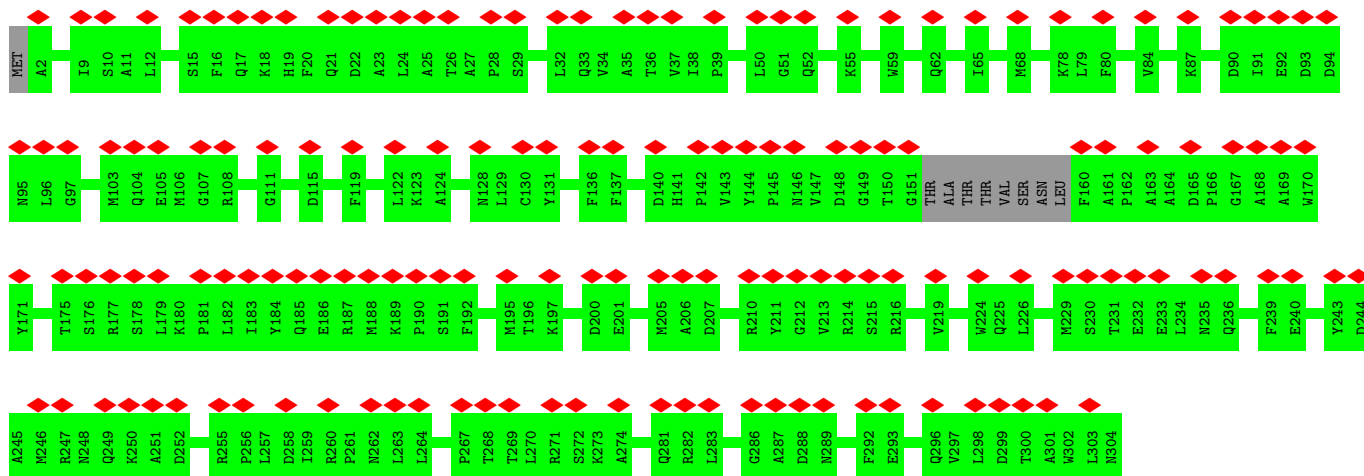 MET A2 I9 S10 A11 L12 S15 F16 Q17 K18 H19 F20 Q21 D22 A23 L24 A25 T26 A27 P28 S29 L32 Q33 V34 A35 T36 V37 I38 P39 L50 G51 Q52 K55 W59 Q62 I65 M68 K78 L79 F80 V84 K87 D90 I91 E92 D93 D94
N95 L96 G97 M103 Q104 E105 M106 G107 R108 G111 D115 F119 L122 K123 A124 N128 L129 C130 Y131 F136 F137 D140 H141 P142 V143 Y144 P145 N146 V147 D148 G149 T150 G151 THR ALA THR THR VAL SER ASN LEU F160 A161 P162 A163 A164 D165 P166 G167 A168 A169 W170
Y171 T175 S176 R177 S178 L179 K180 P181 L182 I183 Y184 Q185 E186 R187 M188 K189 P190 S191 F192 M195 T196 K197 D200 E201 M205 A206 D207 R210 Y211 G212 V213 R214 S215 R216 V219 W224 Q225 L226 M229 S230 T231 E232 E233 L234 N235 Q236 F239 E240 Y243 D244
A245 M246 R247 N248 Q249 K250 A251 D252 R255 P256 L257 D258 I259 R260 P261 N262 L263 L264 P267 T268 T269 L270 R271 S272 K273 A274 Q281 R282 L283 G286 A287 D288 N289 F292 E293 Q296 V297 L298 D299 T300 A301 W302 L303 N304